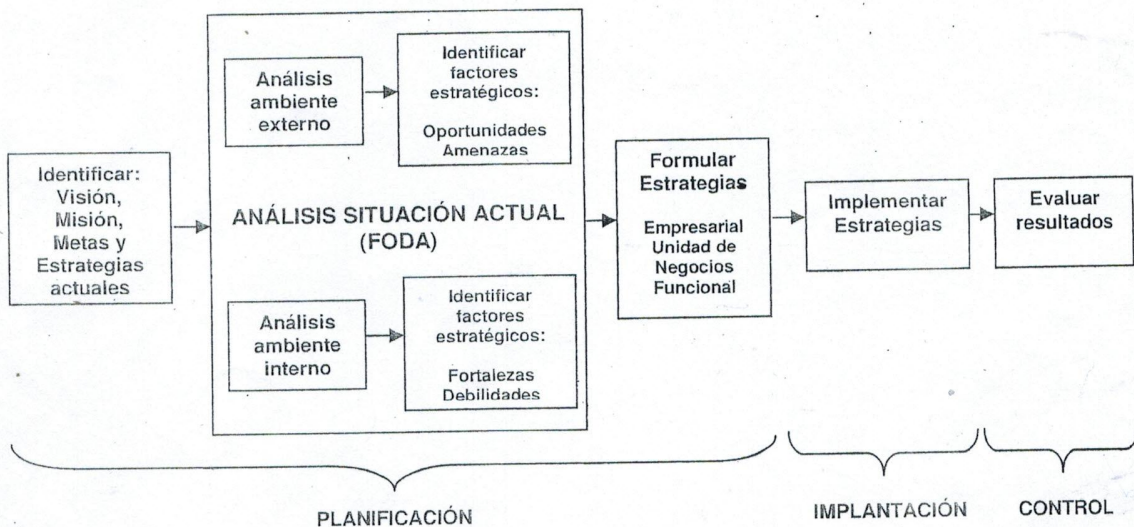 Identificar:
Visión,
Misión,
Metas y
Estrategias
actuales
Análisis
ambiente
externo
Identificar
factores
estratégicos:
Oportunidades
Amenazas
ANÁLISIS SITUACIÓN ACTUAL
(FODA)
Análisis
ambiente
interno
Identificar
factores
estratégicos:
Fortalezas
Debilidades
Formular
Estrategias
Empresarial
Unidad de
Negocios
Funcional
Implementar
Estrategias
Evaluar
resultados
PLANIFICACIÓN
IMPLANTACIÓN
CONTROL